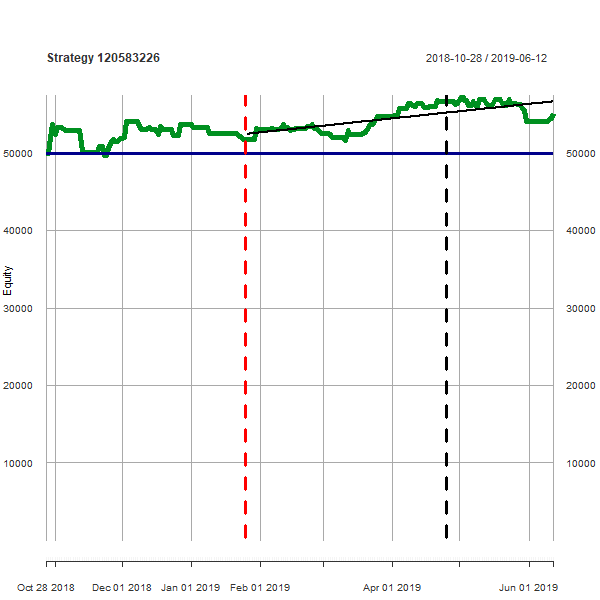 Strategy 120583226
2018-10-28 / 2019-06-12
50000 50000
40000 40000
Equity
30000 30000
20000 20000
10000 10000
Oct 28 2018 Dec 01 2018 Jan 01 2019 Feb 01 2019 Apr 01 2019 Jun 01 2019